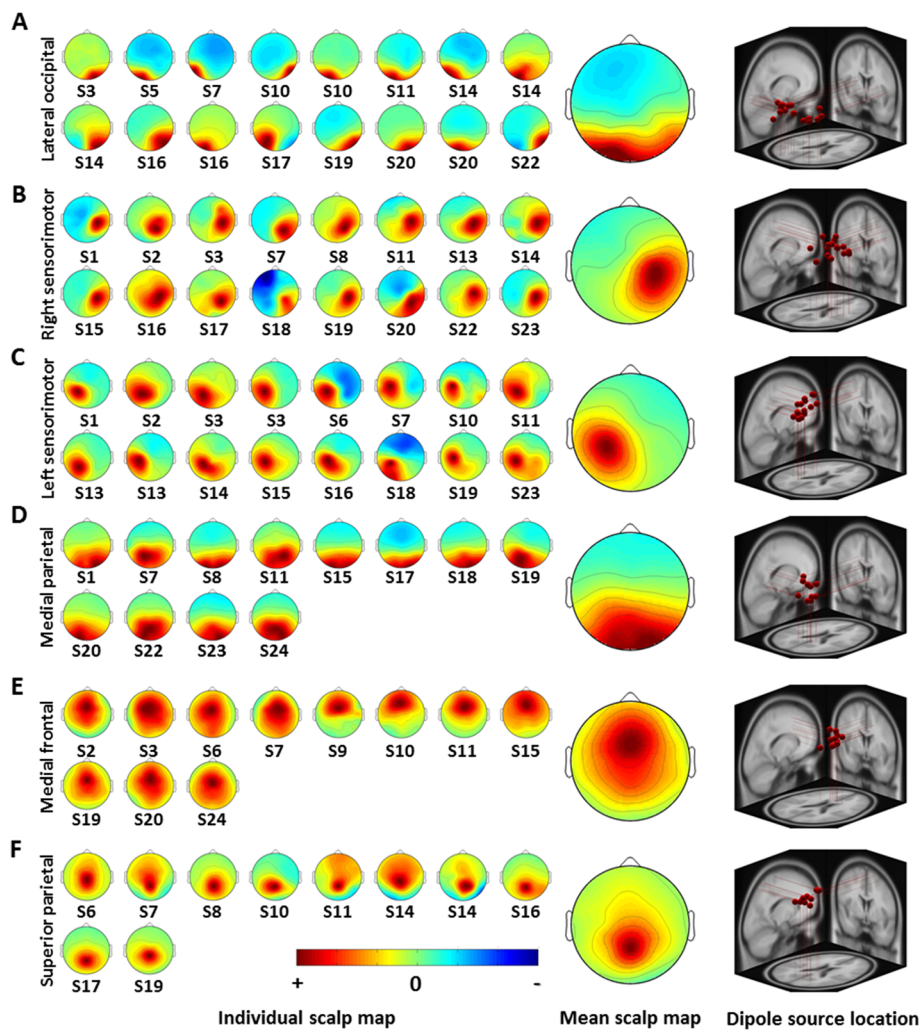 A
Lateral occipital
S3 S5 S7 S10 S10 S11 S14 S14
S14 S16 S16 S17 S19 S20 S20 S22
B
Right sensorimotor
S1 S2 S3 S7 S8 S11 S13 S14
S15 S16 S17 S18 S19 S20 S22 S23
C
Left sensorimotor
S1 S2 S3 S3 S6 S7 S10 S11
S13 S13 S14 S15 S16 S18 S19 S23
D
Medial parietal
S1 S7 S8 S11 S15 S17 S18 S19
S20 S22 S23 S24
E
Medial frontal
S2 S3 S6 S7 S9 S10 S11 S15
S19 S20 S24
F
Superior parietal
S6 S7 S8 S10 S11 S14 S14 S16
S17 S19
+ 0 -
Individual scalp map Mean scalp map Dipole source location